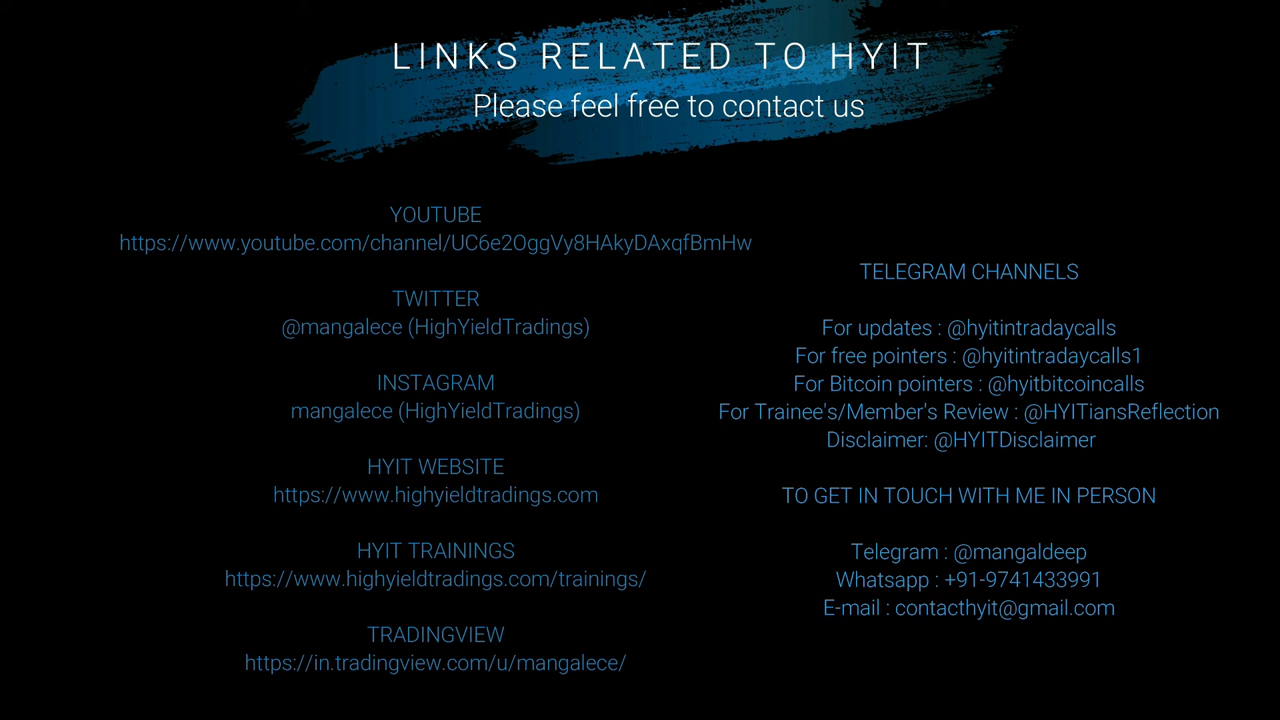 LINKS RELATED TO HYIT
Please feel free to contact us
YOUTUBE
https://www.youtube.com/channel/UC6e2OggVy8HAkyDAxqfBmHw
TWITTER
@mangalece (HighYieldTradings)
INSTAGRAM
mangalece (HighYieldTradings)
HYIT WEBSITE
https://www.highyieldtradings.com
HYIT TRAININGS
https://www.highyieldtradings.com/trainings/
TRADINGVIEW
https://in.tradingview.com/u/mangalece/
TELEGRAM CHANNELS
For updates : @hyitintradaycalls
For free pointers : @hyitintradaycalls1
For Bitcoin pointers : @hyitbitcoincalls
For Trainee's/Member's Review : @HYITiansReflection
Disclaimer: @HYITDisclaimer
TO GET IN TOUCH WITH ME IN PERSON
Telegram : @mangaldeep
Whatsapp : +91-9741433991
E-mail : contacthyit@gmail.com